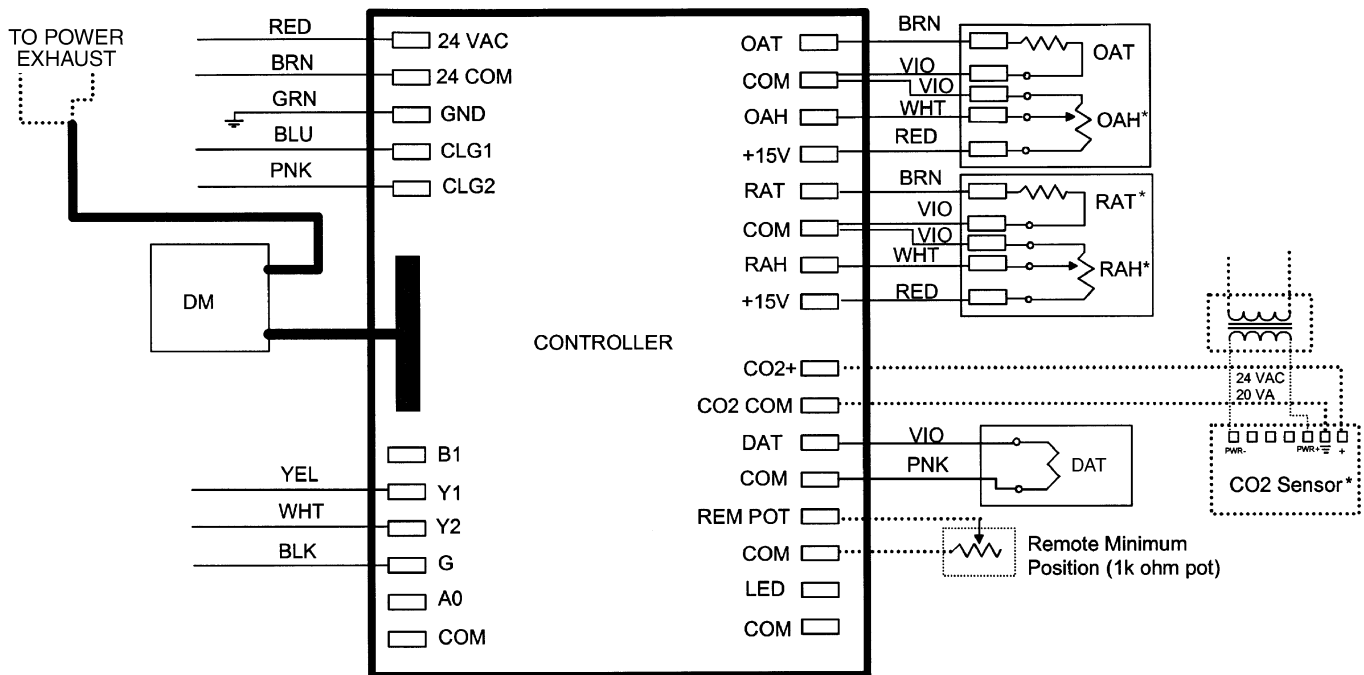 TO POWER
EXHAUST
RED
24 VAC
BRN
24 COM
GRN
GND
BLU
CLG1
PNK
CLG2
DM
CONTROLLER
B1
YEL
Y1
WHT
Y2
BLK
G
A0
COM
OAT
BRN
OAT
COM
VIO
VIO
OAH
WHT
OAH*
+15V
RED
RAT
BRN
RAT*
COM
VIO
VIO
RAH
WHT
RAH*
+15V
RED
CO2+
CO2 COM
24 VAC
20 VA
PWR-
PWR+
+
CO2 Sensor*
DAT
VIO
DAT
COM
PNK
REM POT
COM
Remote Minimum
Position (1k ohm pot)
LED
COM